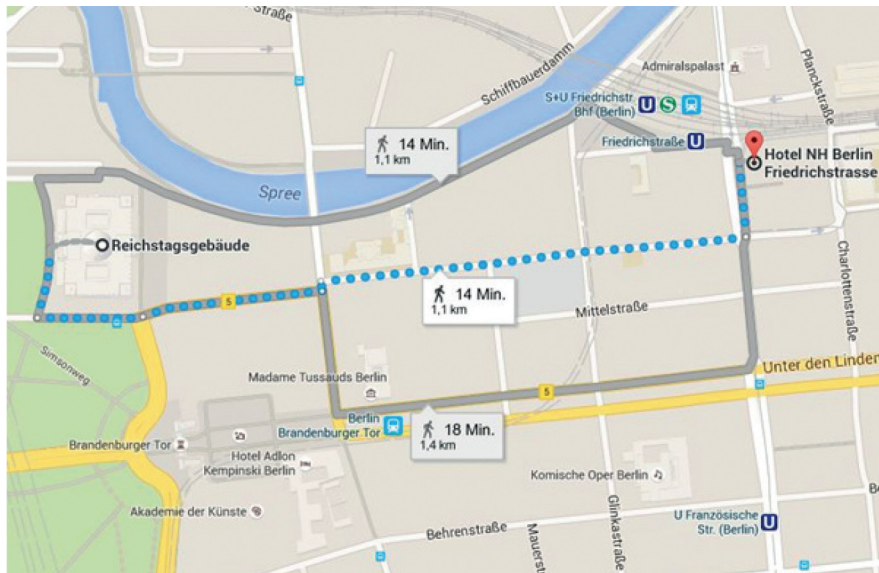 Straße
Schiffbauerdamm
Admiralspalast
Planckstraße
S+U Friedrichstr.
Bhf (Berlin)
U
S
Friedrichstraße
U
14 Min.
1,1 km
Hotel NH Berlin
Friedrichstrasse
Spree
Reichstagsgebäude
Charlottenstraße
5
14 Min.
1,1 km
Mittelstraße
Simsonweg
Madame Tussauds Berlin
Unter den Linden
5
Berlin
Brandenburger Tor
18 Min.
1,4 km
Brandenburger Tor
Hotel Adlon
Kempinski Berlin
Komische Oper Berlin
Akademie der Künste
Glinkastraße
U Französische
Str. (Berlin)
U
Behrenstraße
Mauerst